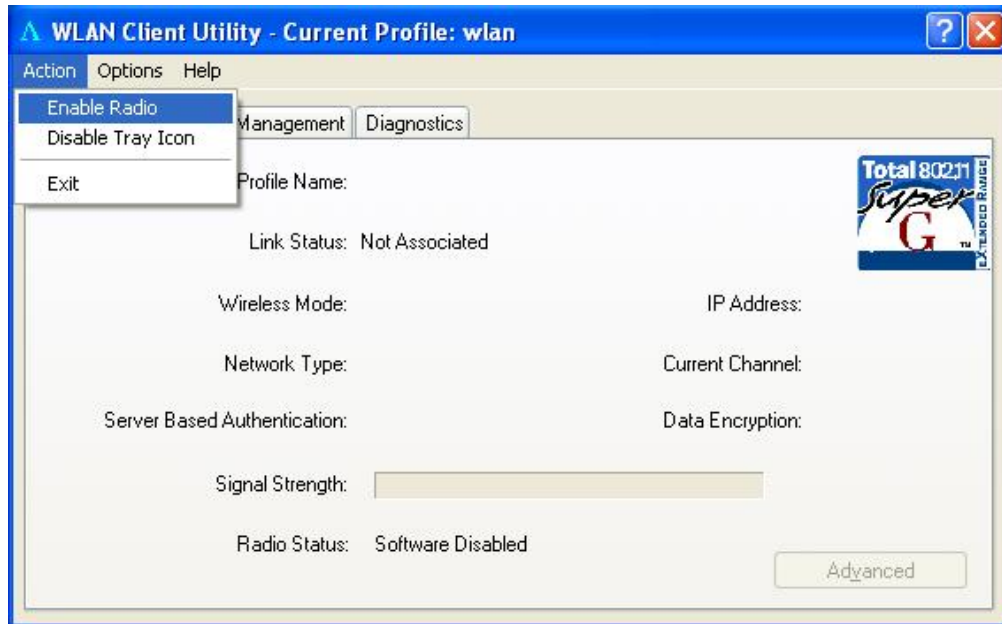 WLAN Client Utility - Current Profile: wlan
Action Options Help
Enable Radio
Disable Tray Icon
Exit
Management Diagnostics
Profile Name:
Total 802.11
Super
G ™
EXTENDED RANGE
Link Status: Not Associated
Wireless Mode: IP Address:
Network Type: Current Channel:
Server Based Authentication: Data Encryption:
Signal Strength:
Radio Status: Software Disabled
Advanced